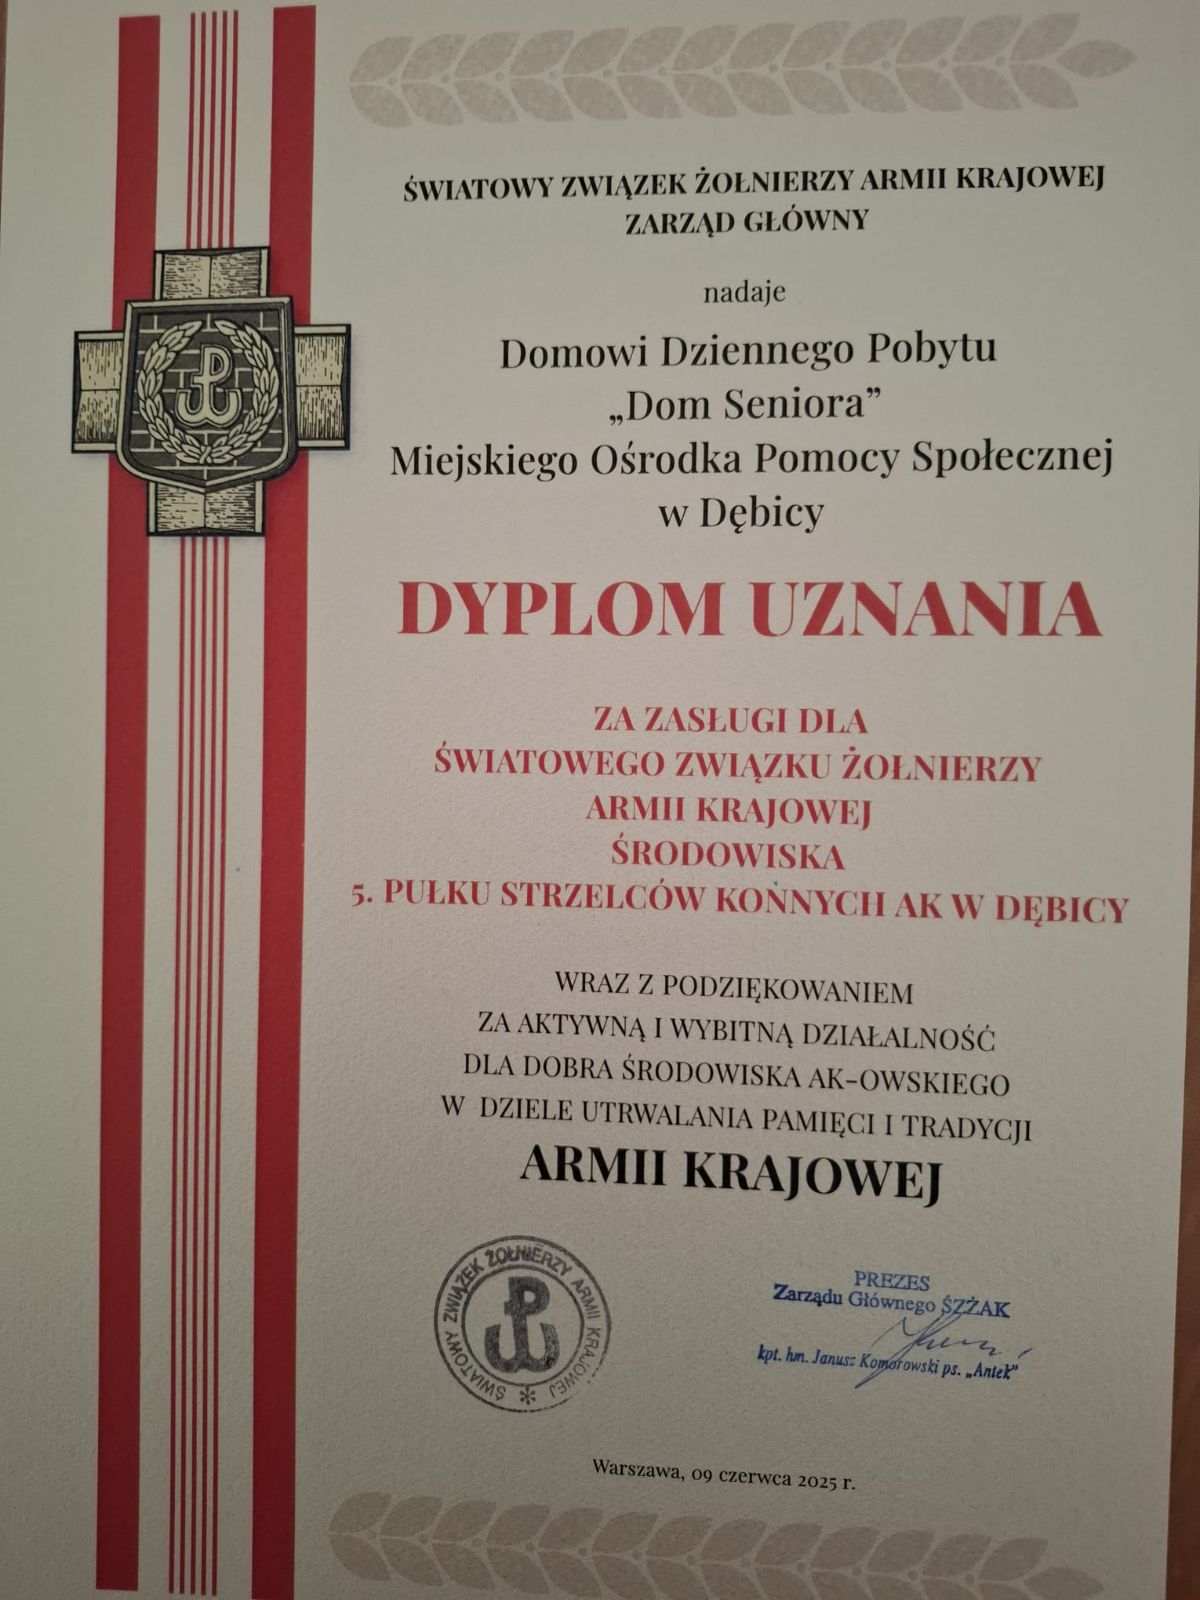 ŚWIATOWY ZWIĄZEK ŻOŁNIERZY ARMII KRAJOWEJ
ZARZĄD GŁÓWNY
nadaje
Domowi Dziennego Pobytu
„Dom Seniora”
Miejskiego Ośrodka Pomocy Społecznej
w Dębicy
DYPLOM UZNANIA
ZA ZASŁUGI DLA
ŚWIATOWEGO ZWIĄZKU ŻOŁNIERZY
ARMII KRAJOWEJ
ŚRODOWISKA
5. PUŁKU STRZELCÓW KONNYCH AK W DĘBICY
WRAZ Z PODZIĘKOWANIEM
ZA AKTYWNĄ I WYBITNĄ DZIAŁALNOŚĆ
DLA DOBRA ŚRODOWISKA AK-OWSKIEGO
W DZIELE UTRWALANIA PAMIĘCI I TRADYCJI
ARMII KRAJOWEJ
ŚWIATOWY ZWIĄZEK ŻOŁNIERZY ARMII KRAJOWEJ
PREZES
Zarządu Głównego ŚZŻAK
kpt. hm. Janusz Komorowski ps. „Antek”
Warszawa, 09 czerwca 2025 r.